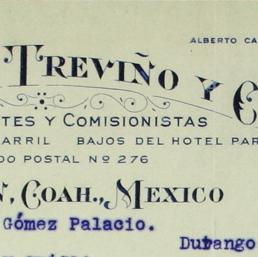 ALBERTO CA
TREVIÑO Y C
TES Y COMISIONISTAS
ARRIL BAJOS DEL HOTEL PAR
DO POSTAL Nº 276
N, COAH., MEXICO
Gómez Palacio.
Durango